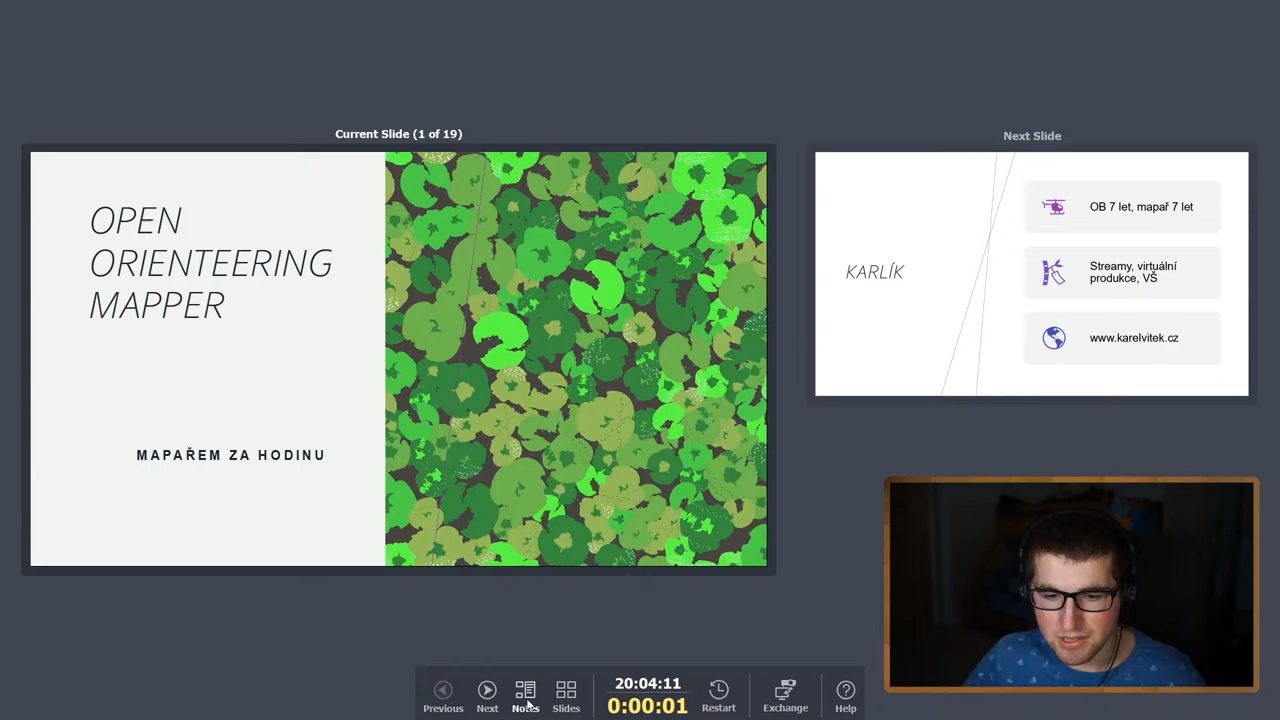 Current Slide (1 of 19)
Next Slide
OPEN
ORIENTEERING
MAPPER
MAPAŘEM ZA HODINU
KARLÍK
OB 7 let, mapař 7 let
Streamy, virtuální
produkce, VŠ
www.karelvitek.cz
Previous
Next
Notes
Slides
20:04:11
0:00:01
Restart
Exchange
Help